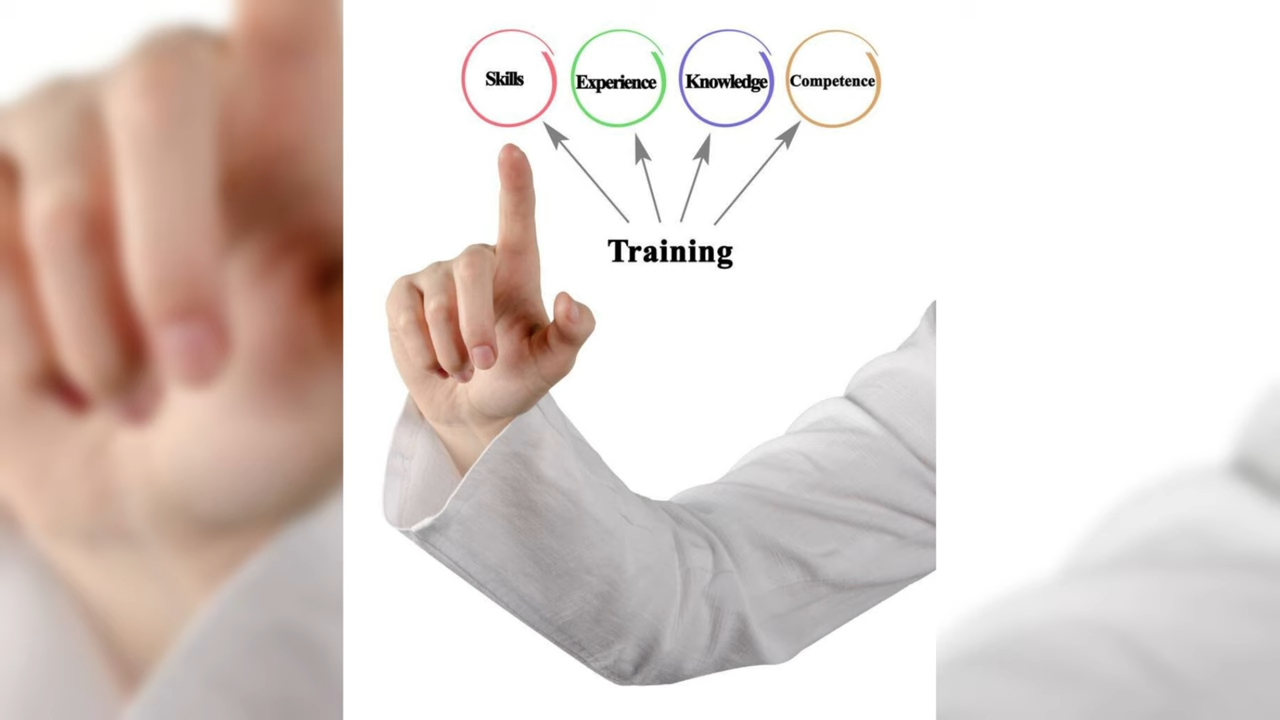 Skills
Experience
Knowledge
Competence
Training